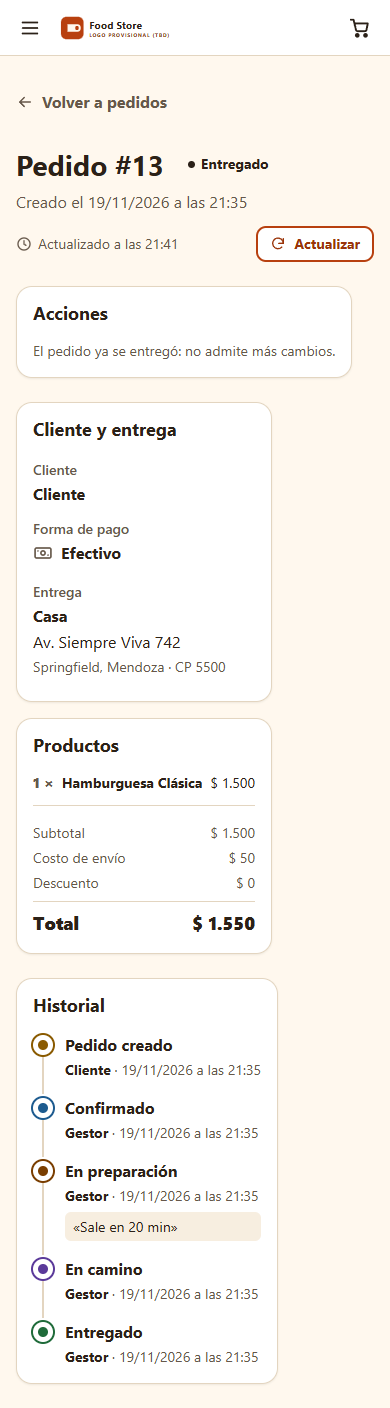 Food Store
LOGO PROVISIONAL (TBD)
Volver a pedidos
Pedido #13
Entregado
Creado el 19/11/2026 a las 21:35
Actualizado a las 21:41
Actualizar
Acciones
El pedido ya se entregó: no admite más cambios.
Cliente y entrega
Cliente
Cliente
Forma de pago
Efectivo
Entrega
Casa
Av. Siempre Viva 742
Springfield, Mendoza · CP 5500
Productos
1 × Hamburguesa Clásica $ 1.500
Subtotal $ 1.500
Costo de envío $ 50
Descuento $ 0
Total $ 1.550
Historial
Pedido creado
Cliente · 19/11/2026 a las 21:35
Confirmado
Gestor · 19/11/2026 a las 21:35
En preparación
Gestor · 19/11/2026 a las 21:35
«Sale en 20 min»
En camino
Gestor · 19/11/2026 a las 21:35
Entregado
Gestor · 19/11/2026 a las 21:35